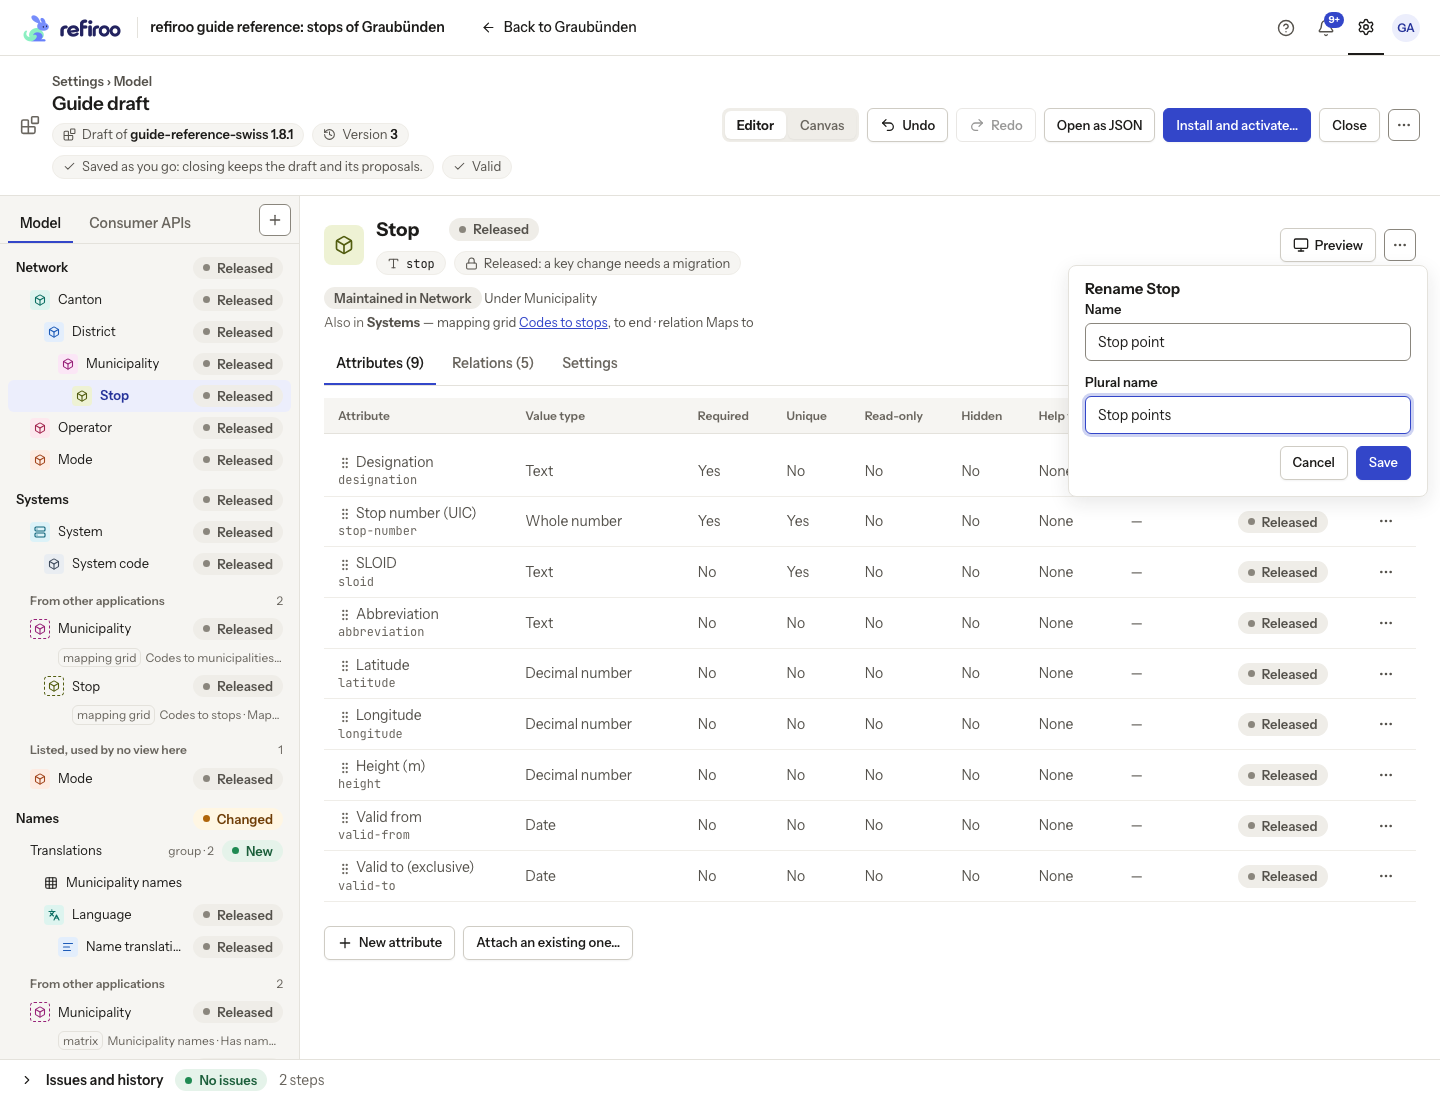 refiroo
refiroo guide reference: stops of Graubünden
Back to Graubünden
9+
GA
Settings › Model
Guide draft
Draft of guide-reference-swiss 1.8.1
Version 3
Saved as you go: closing keeps the draft and its proposals.
Valid
Editor
Canvas
Undo
Redo
Open as JSON
Install and activate...
Close
Model
Consumer APIs
Network
Released
Canton
Released
District
Released
Municipality
Released
Stop
Released
Operator
Released
Mode
Released
Systems
Released
System
Released
System code
Released
From other applications
2
Municipality
Released
mapping grid
Codes to municipalities...
Stop
Released
mapping grid
Codes to stops · Map...
Listed, used by no view here
1
Mode
Released
Names
Changed
Translations
group · 2
New
Municipality names
Language
Released
Name translati...
Released
From other applications
2
Municipality
Released
matrix
Municipality names · Has nam...
Stop
Released
stop
Released: a key change needs a migration
Preview
Maintained in Network
Under Municipality
Also in Systems — mapping grid Codes to stops, to end · relation Maps to
Attributes (9)
Relations (5)
Settings
Rename Stop
Name
Stop point
Plural name
Stop points
Cancel
Save
Attribute Value type Required Unique Read-only Hidden Help
Designation
designation
Text Yes No No No None
Stop number (UIC)
stop-number
Whole number Yes Yes No No None — Released
SLOID
sloid
Text No Yes No No None — Released
Abbreviation
abbreviation
Text No No No No None — Released
Latitude
latitude
Decimal number No No No No None — Released
Longitude
longitude
Decimal number No No No No None — Released
Height (m)
height
Decimal number No No No No None — Released
Valid from
valid-from
Date No No No No None — Released
Valid to (exclusive)
valid-to
Date No No No No None — Released
New attribute
Attach an existing one...
Issues and history
No issues
2 steps